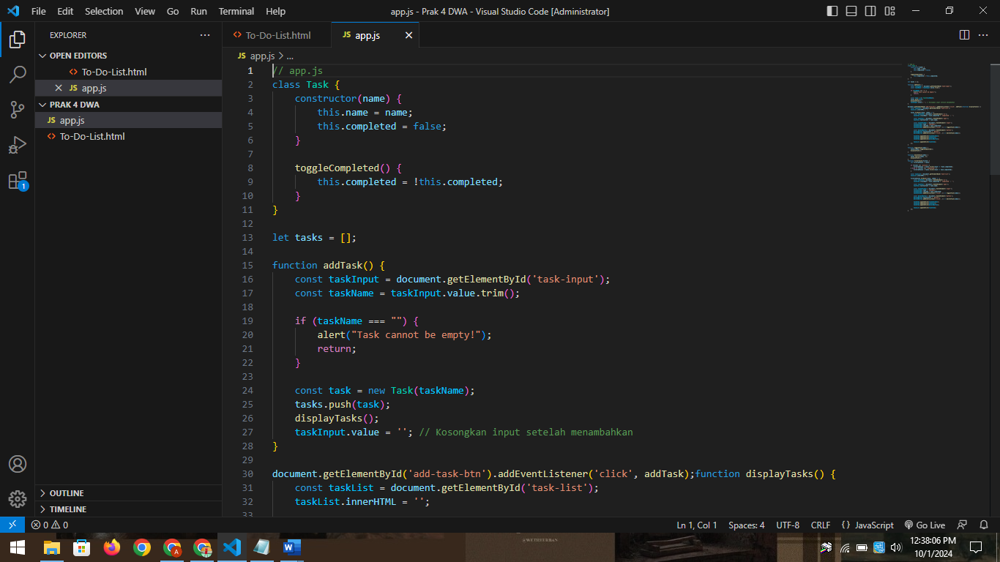 File Edit Selection View Go Run Terminal Help
app.js - Prak 4 DWA - Visual Studio Code [Administrator]
EXPLORER
OPEN EDITORS
To-Do-List.html
JS app.js
PRAK 4 DWA
JS app.js
To-Do-List.html
OUTLINE
TIMELINE
1
To-Do-List.html
JS app.js
JS app.js > ...
1 // app.js
2 class Task {
3 constructor(name) {
4 this.name = name;
5 this.completed = false;
6 }
7
8 toggleCompleted() {
9 this.completed = !this.completed;
10 }
11 }
12
13 let tasks = [];
14
15 function addTask() {
16 const taskInput = document.getElementById('task-input');
17 const taskName = taskInput.value.trim();
18
19 if (taskName === "") {
20 alert("Task cannot be empty!");
21 return;
22 }
23
24 const task = new Task(taskName);
25 tasks.push(task);
26 displayTasks();
27 taskInput.value = ''; // Kosongkan input setelah menambahkan
28 }
29
30 document.getElementById('add-task-btn').addEventListener('click', addTask);function displayTasks() {
31 const taskList = document.getElementById('task-list');
32 taskList.innerHTML = '';
33
0 0
Ln 1, Col 1 Spaces: 4 UTF-8 CRLF {} JavaScript Go Live
12:38:06 PM
10/1/2024